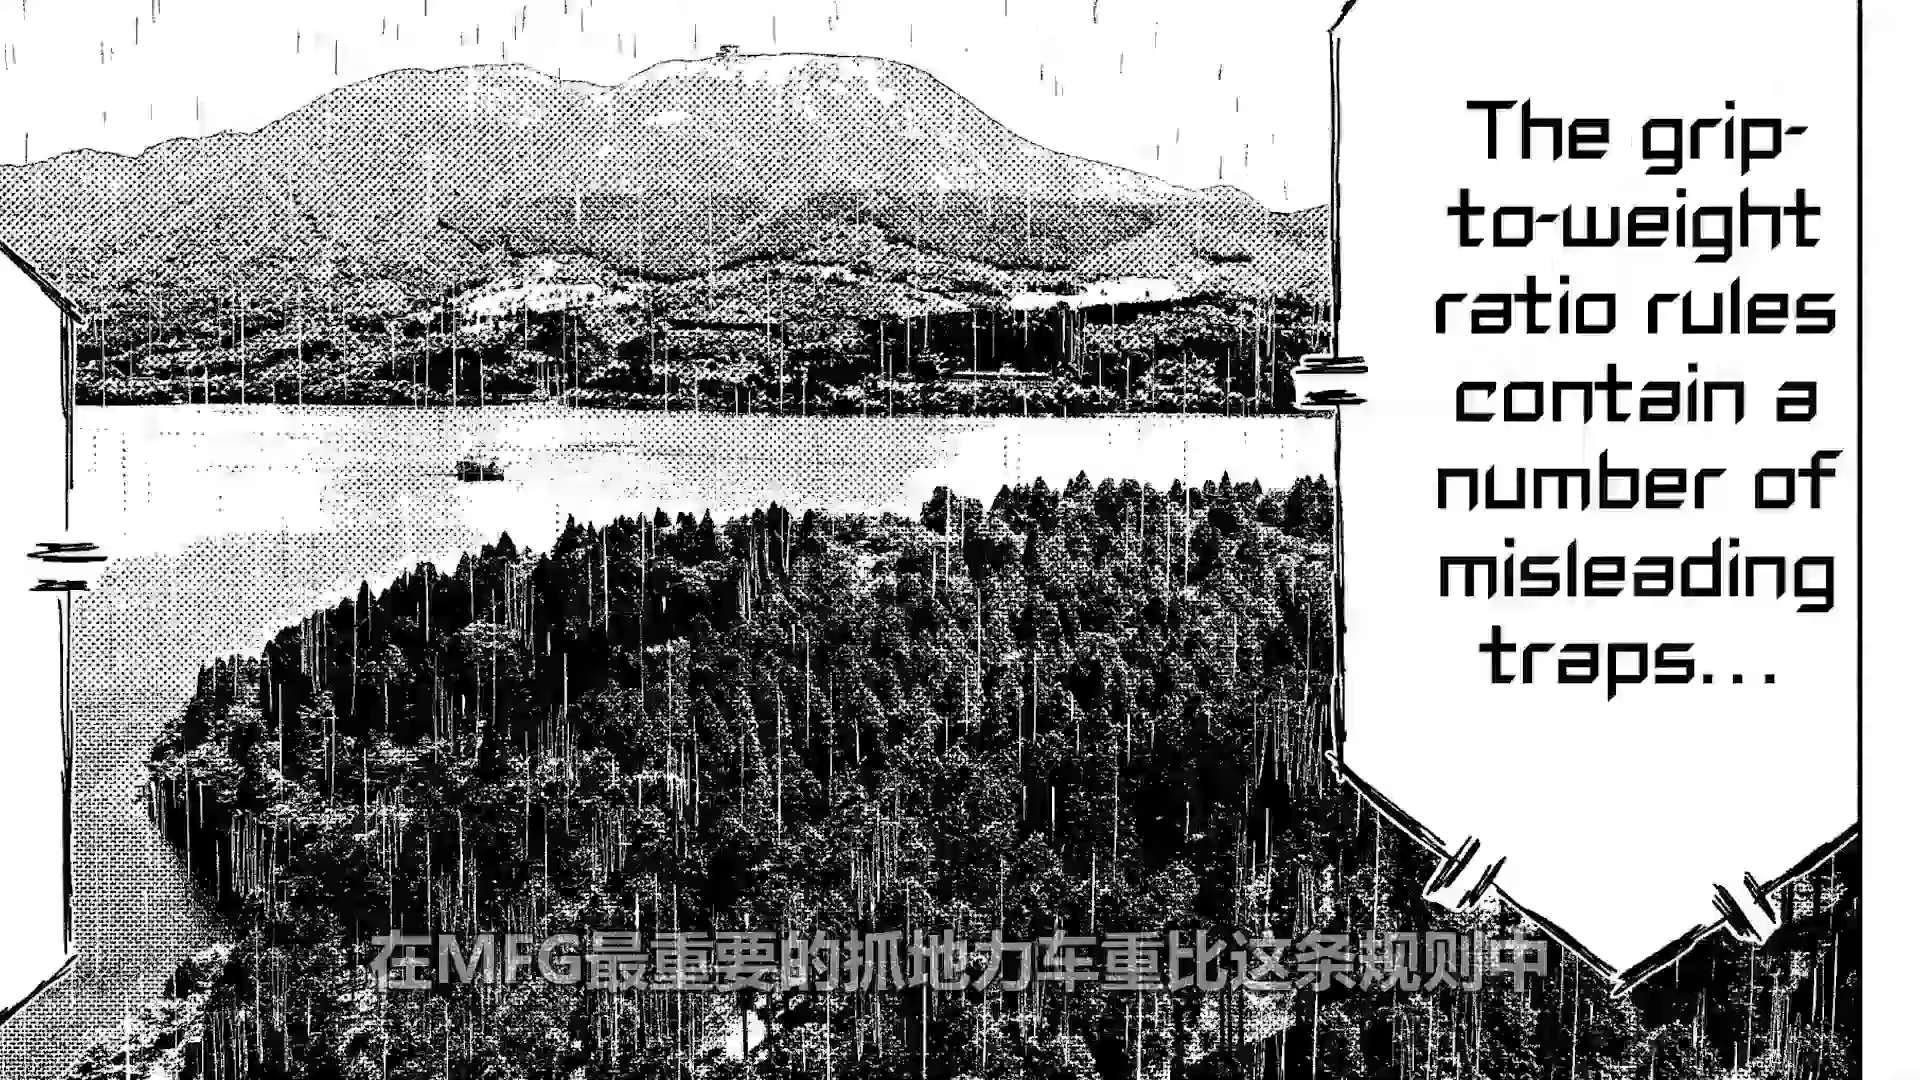 The grip-
to-weight
ratio rules
contain a
number of
misleading
traps...
在MFG最重要的抓地力车重比这条规则中